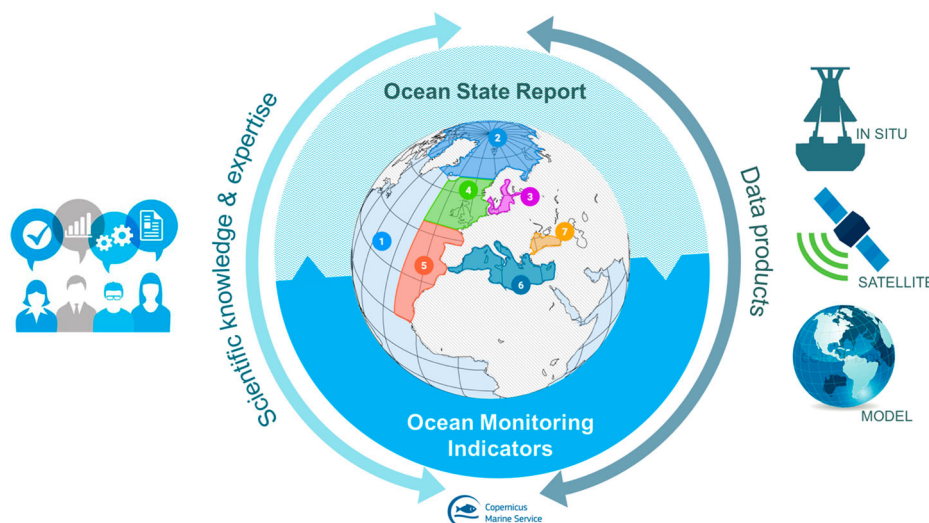 Ocean State Report
Scientific knowledge & expertise
Data products
IN SITU
SATELLITE
MODEL
2
4
3
1
7
5
6
Ocean Monitoring
Indicators
Copernicus
Marine Service